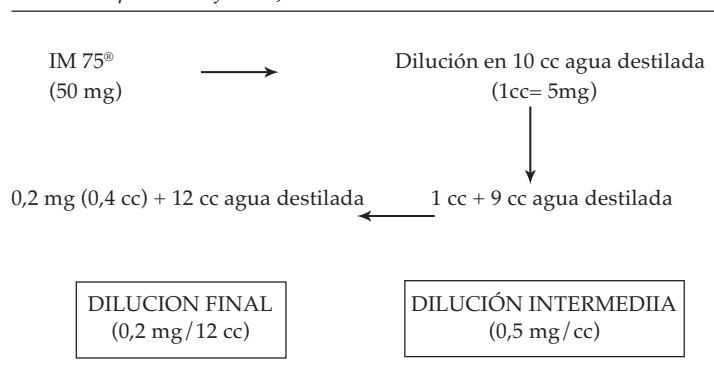 IM 75®
(50 mg)
Dilución en 10 cc agua destilada
(1cc= 5mg)
0,2 mg (0,4 cc) + 12 cc agua destilada
1 cc + 9 cc agua destilada
DILUCION FINAL
(0,2 mg/12 cc)
DILUCIÓN INTERMEDIIA
(0,5 mg/cc)